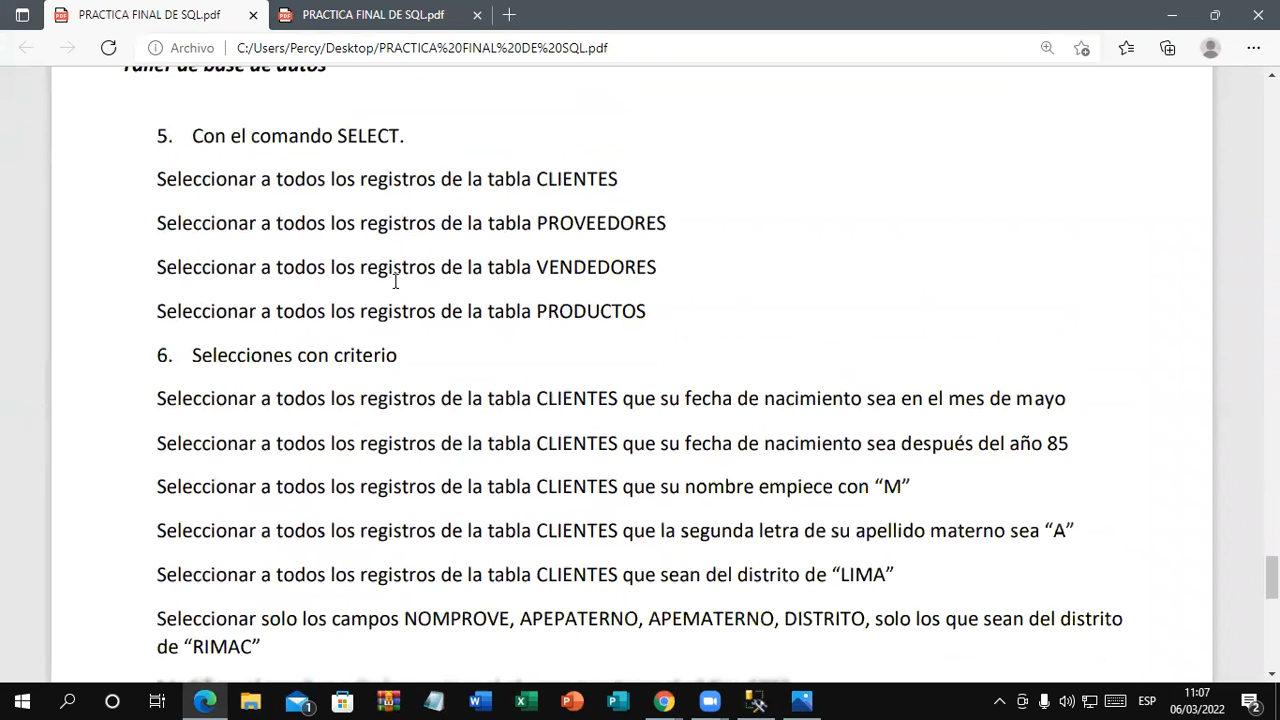 PRACTICA FINAL DE SQL.pdf
PRACTICA FINAL DE SQL.pdf
Archivo
C:/Users/Percy/Desktop/PRACTICA%20FINAL%20DE%20SQL.pdf
Taller de base de datos
5. Con el comando SELECT.
Seleccionar a todos los registros de la tabla CLIENTES
Seleccionar a todos los registros de la tabla PROVEEDORES
Seleccionar a todos los registros de la tabla VENDEDORES
Seleccionar a todos los registros de la tabla PRODUCTOS
6. Selecciones con criterio
Seleccionar a todos los registros de la tabla CLIENTES que su fecha de nacimiento sea en el mes de mayo
Seleccionar a todos los registros de la tabla CLIENTES que su fecha de nacimiento sea después del año 85
Seleccionar a todos los registros de la tabla CLIENTES que su nombre empiece con “M”
Seleccionar a todos los registros de la tabla CLIENTES que la segunda letra de su apellido materno sea “A”
Seleccionar a todos los registros de la tabla CLIENTES que sean del distrito de “LIMA”
Seleccionar solo los campos NOMPROVE, APEPATERNO, APEMATERNO, DISTRITO, solo los que sean del distrito
de “RIMAC”
ESP
11:07
06/03/2022